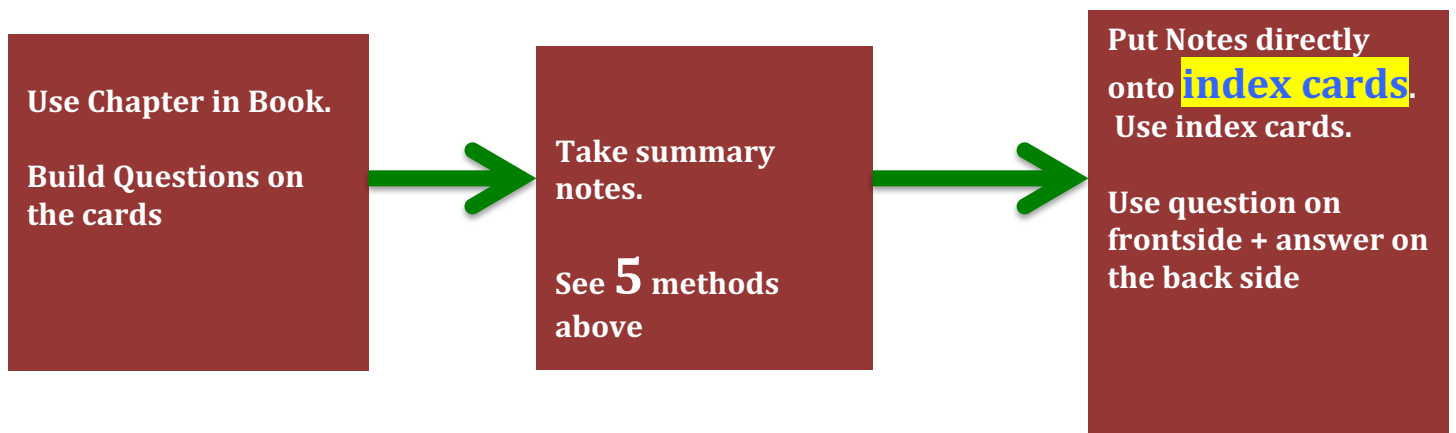 Use Chapter in Book.
Build Questions on
the cards
Take summary
notes.
See 5 methods
above
Put Notes directly
onto index cards.
Use index cards.
Use question on
frontside + answer on
the back side